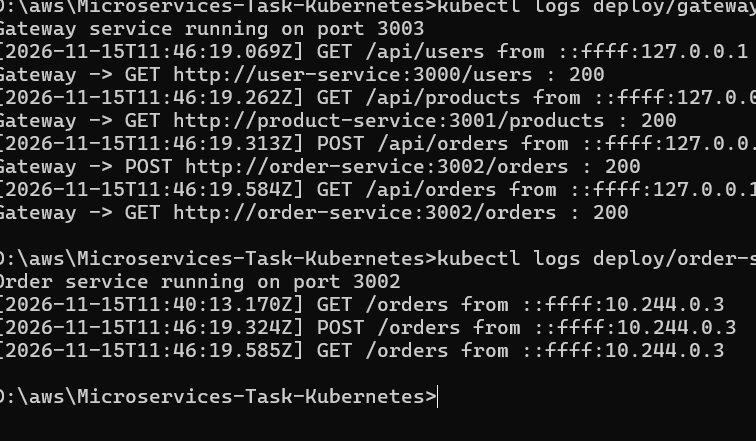 D:\aws\Microservices-Task-Kubernetes>kubectl logs deploy/gateway
Gateway service running on port 3003
[2026-11-15T11:46:19.069Z] GET /api/users from ::ffff:127.0.0.1
Gateway -> GET http://user-service:3000/users : 200
[2026-11-15T11:46:19.262Z] GET /api/products from ::ffff:127.0.0
Gateway -> GET http://product-service:3001/products : 200
[2026-11-15T11:46:19.313Z] POST /api/orders from ::ffff:127.0.0.
Gateway -> POST http://order-service:3002/orders : 200
[2026-11-15T11:46:19.584Z] GET /api/orders from ::ffff:127.0.0.1
Gateway -> GET http://order-service:3002/orders : 200
D:\aws\Microservices-Task-Kubernetes>kubectl logs deploy/order-s
Order service running on port 3002
[2026-11-15T11:40:13.170Z] GET /orders from ::ffff:10.244.0.3
[2026-11-15T11:46:19.324Z] POST /orders from ::ffff:10.244.0.3
[2026-11-15T11:46:19.585Z] GET /orders from ::ffff:10.244.0.3
D:\aws\Microservices-Task-Kubernetes>